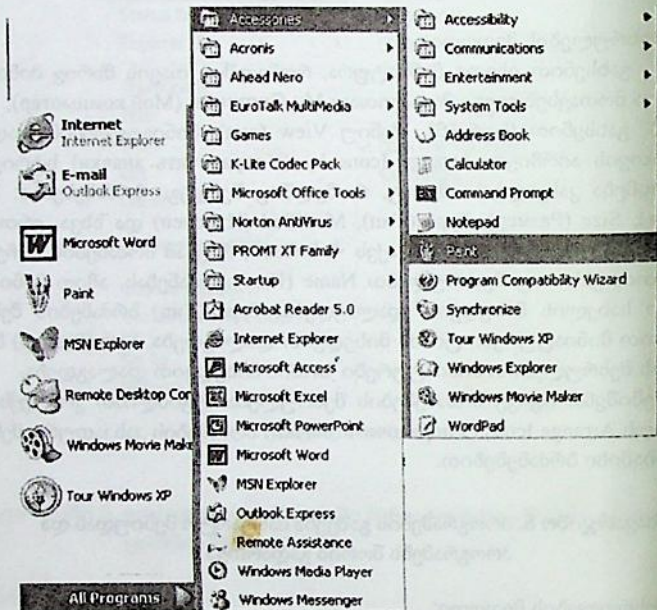 Internet
Internet Explorer
E-mail
Outlook Express
Microsoft Word
Paint
MSN Explorer
Remote Desktop Con
Windows Movie Make
Tour Windows XP
All Programs
Accessories
Acronis
Ahead Nero
EuroTalk MultiMedia
Games
K-Lite Codec Pack
Microsoft Office Tools
Norton AntiVirus
PROMT XT Family
Startup
Acrobat Reader 5.0
Internet Explorer
Microsoft Access
Microsoft Excel
Microsoft PowerPoint
Microsoft Word
MSN Explorer
Outlook Express
Remote Assistance
Windows Media Player
Windows Messenger
Accessibility
Communications
Entertainment
System Tools
Address Book
Calculator
Command Prompt
Notepad
Paint
Program Compatibility Wizard
Synchronize
Tour Windows XP
Windows Explorer
Windows Movie Maker
WordPad